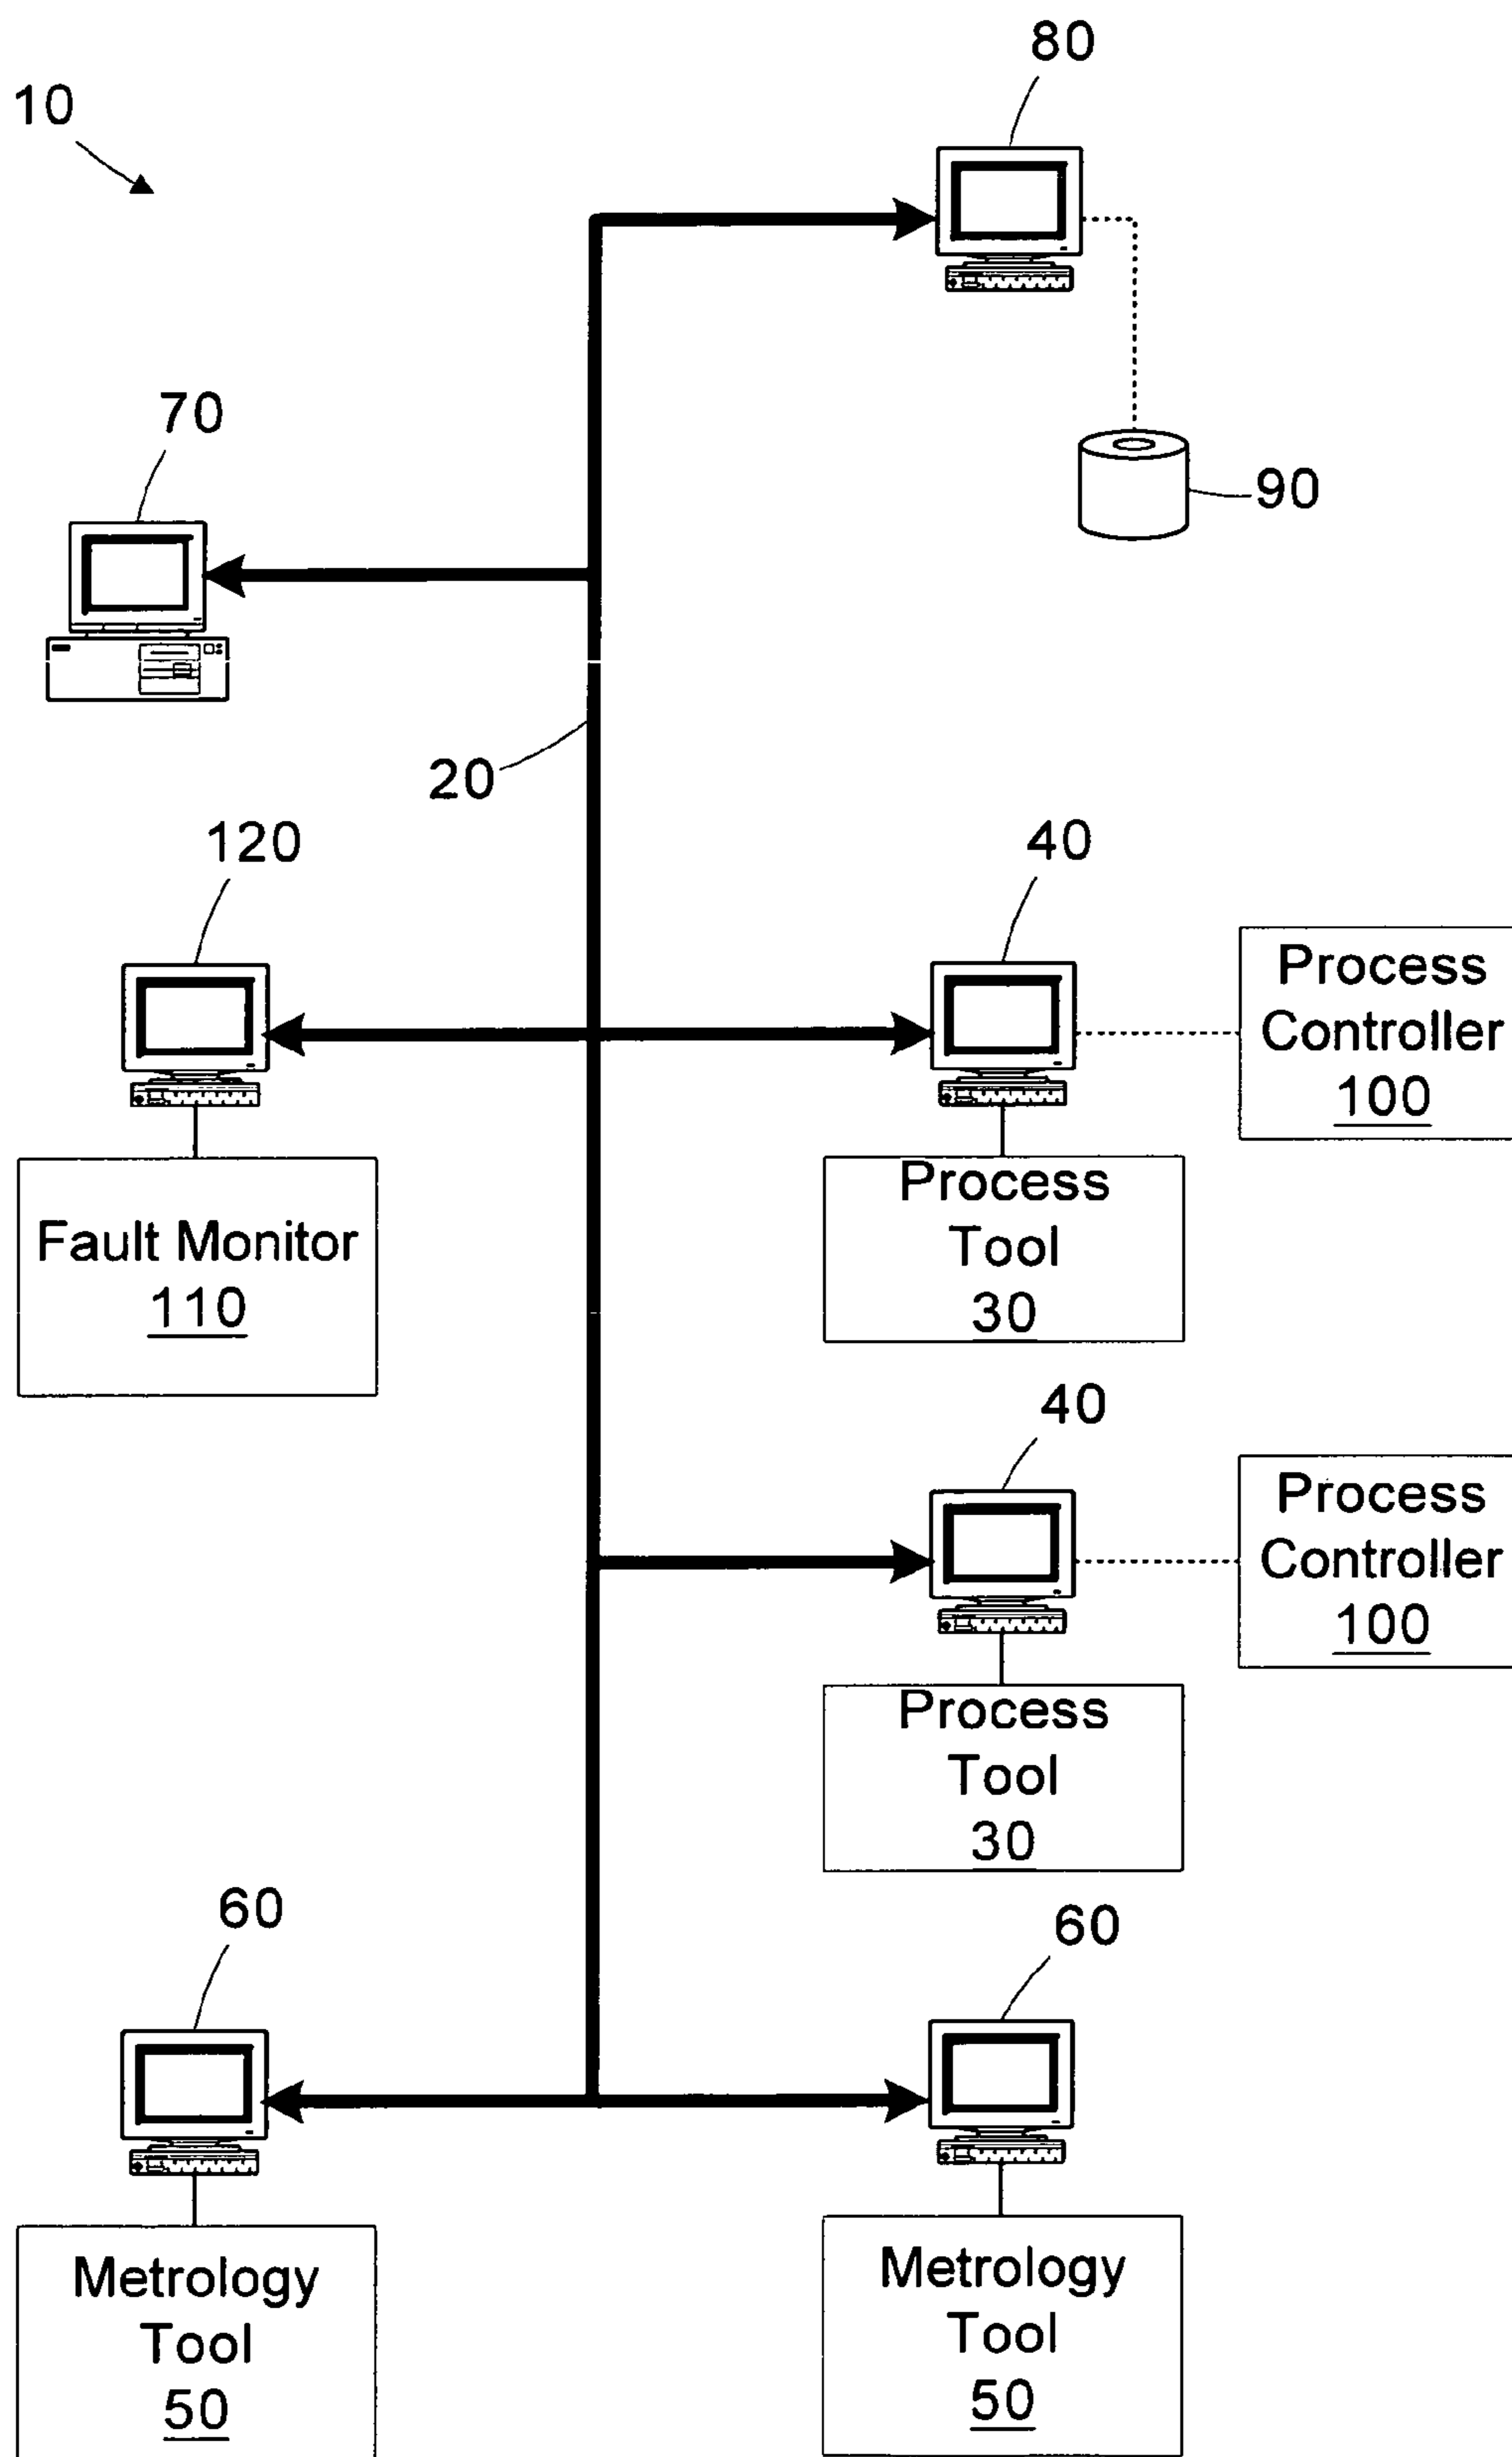 80
10
70
90
20
120
40
Process
Controller
100
Process
Tool
30
Fault Monitor
110
40
Process
Controller
100
Process
Tool
30
60
60
Metrology
Tool
50
Metrology
Tool
50